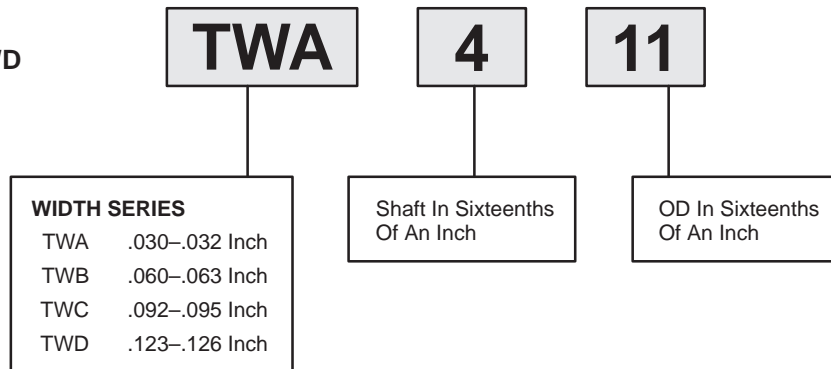 TWA 4 11
WIDTH SERIES
TWA .030–.032 Inch
TWB .060–.063 Inch
TWC .092–.095 Inch
TWD .123–.126 Inch
Shaft In Sixteenths
Of An Inch
OD In Sixteenths
Of An Inch